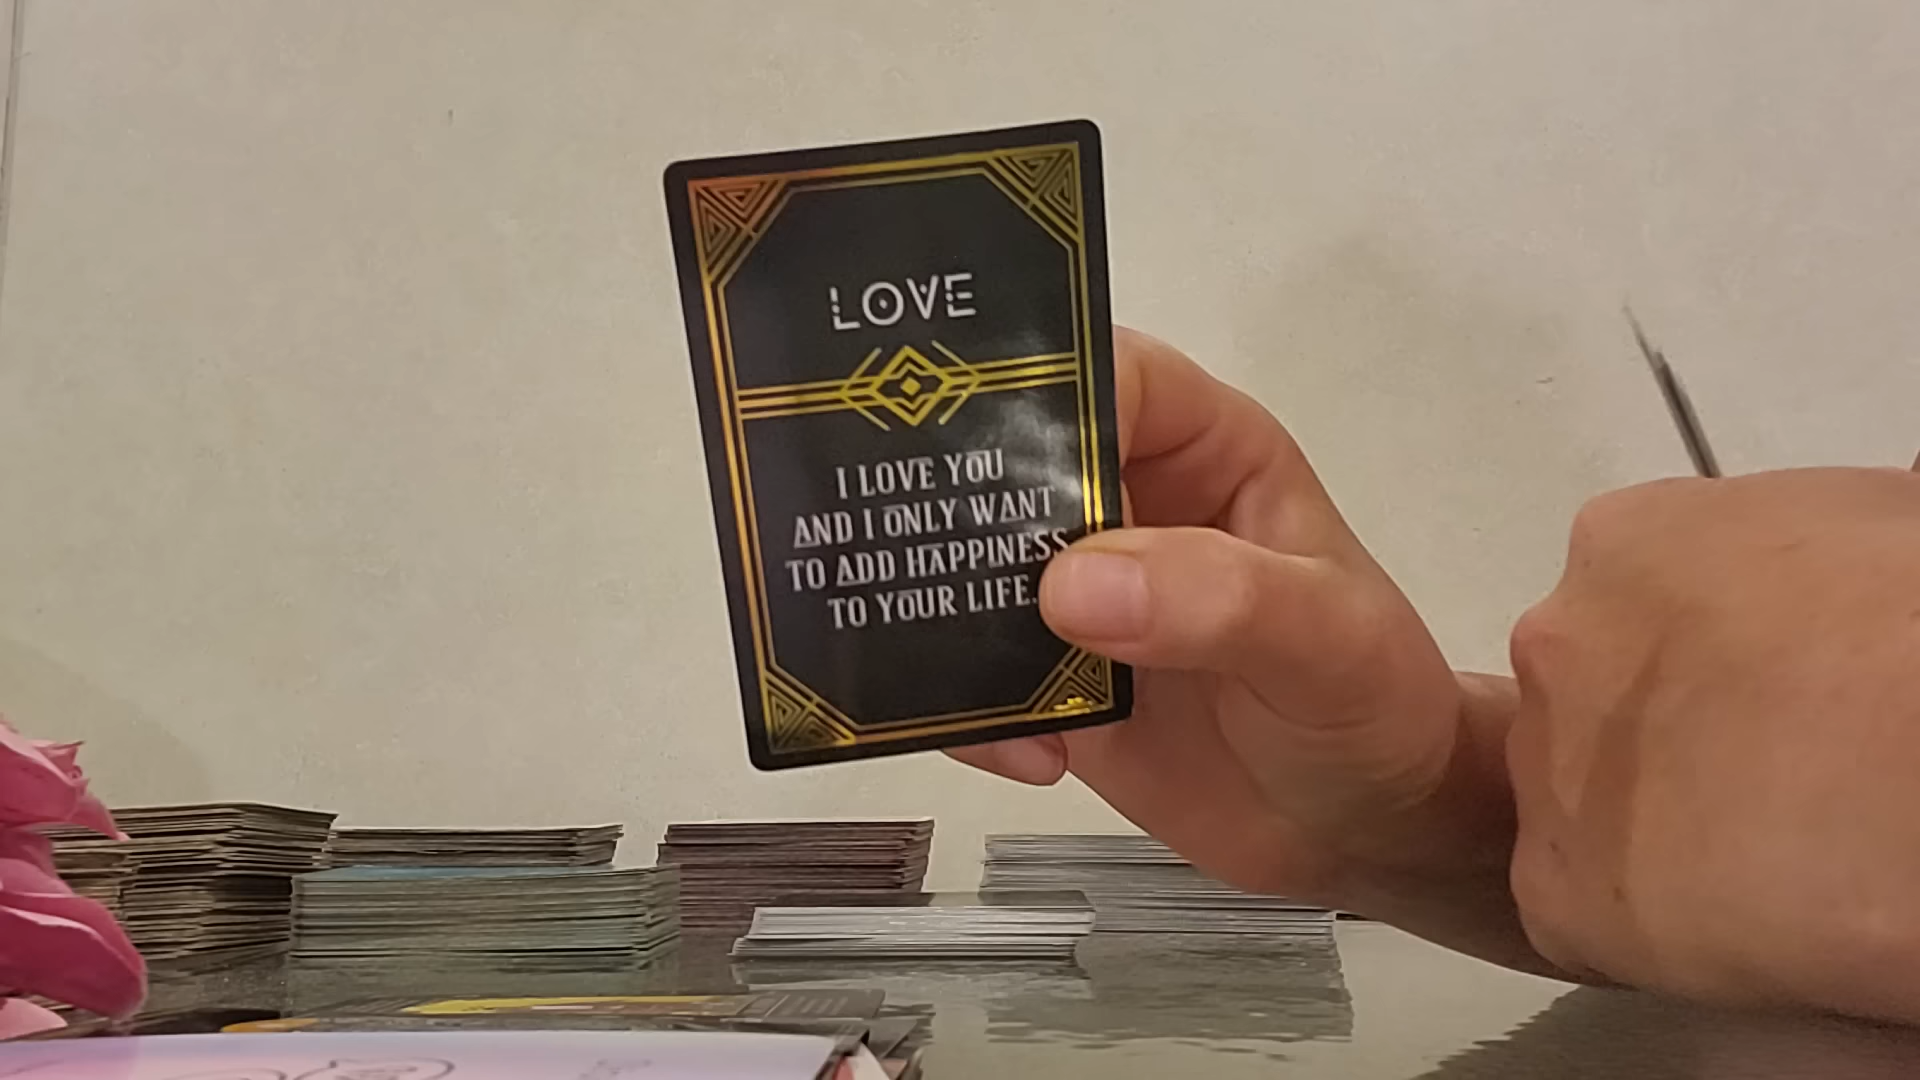 LOVE
I LOVE YOU
AND I ONLY WANT
TO ADD HAPPINESS
TO YOUR LIFE.